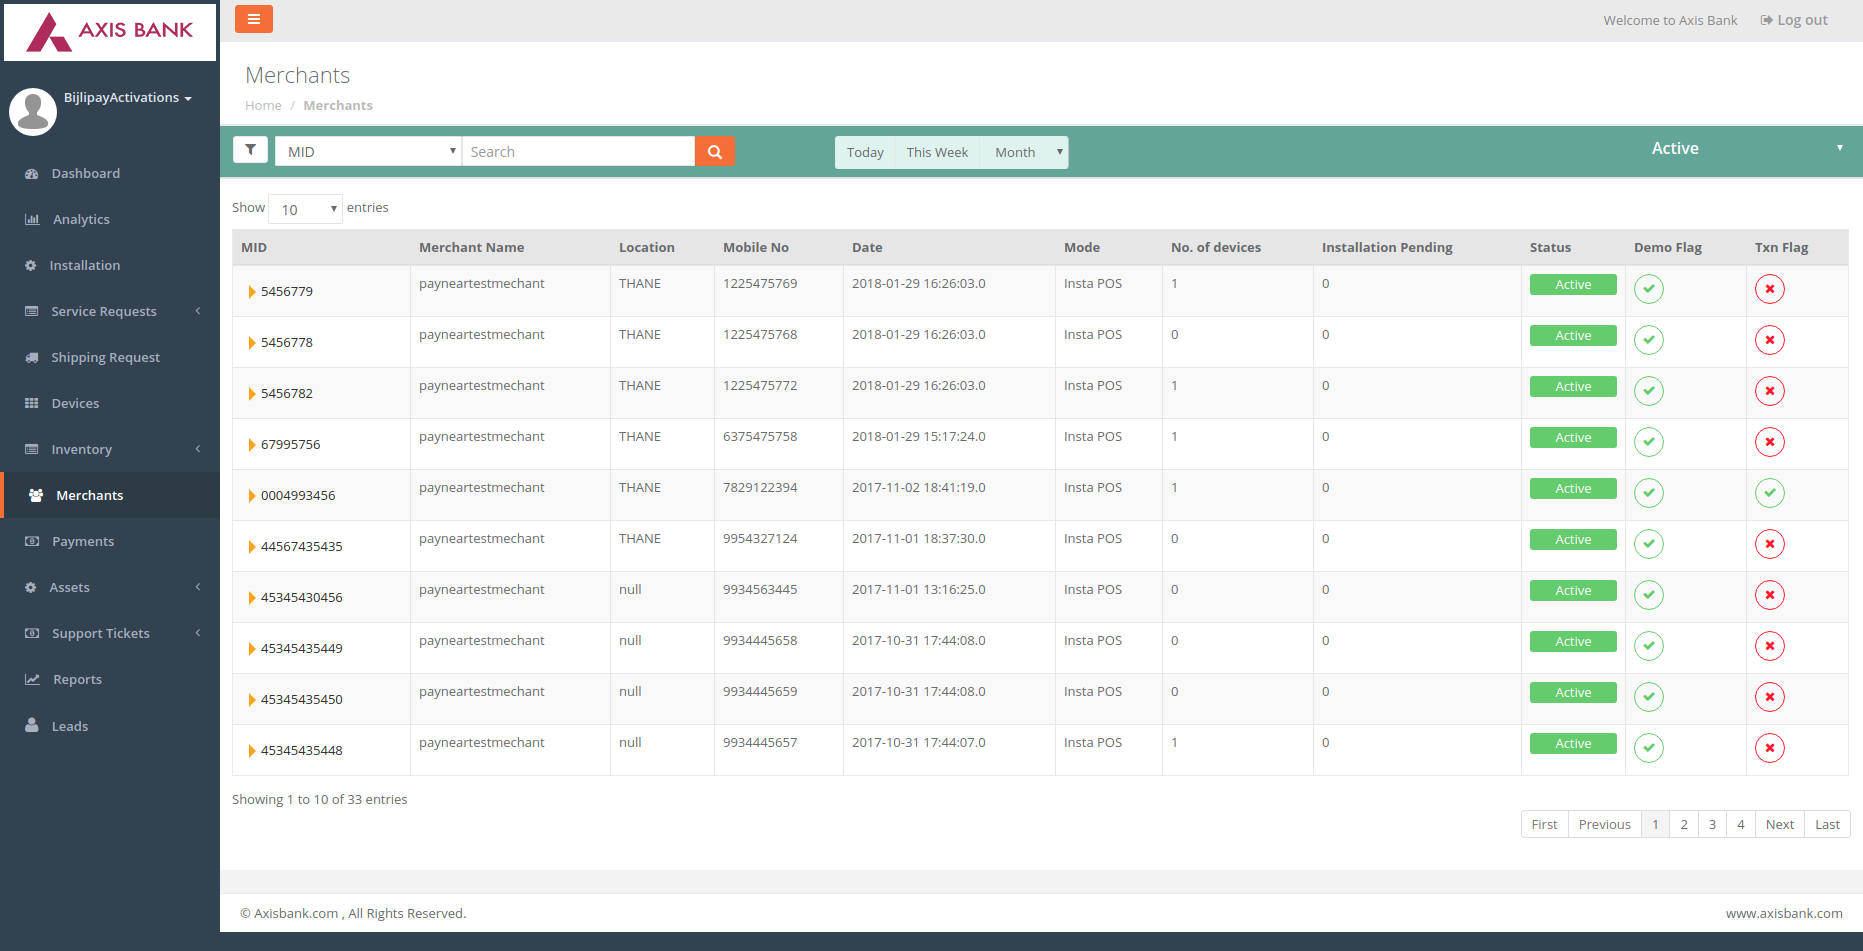 AXIS BANK
Welcome to Axis Bank Log out
BijlipayActivations
Dashboard
Analytics
Installation
Service Requests
Shipping Request
Devices
Inventory
Merchants
Payments
Assets
Support Tickets
Reports
Leads
Merchants
Home / Merchants
MID Search Today This Week Month Active
Show 10 entries
MID Merchant Name Location Mobile No Date Mode No. of devices Installation Pending Status Demo Flag Txn Flag
5456779 payneartestmechant THANE 1225475769 2018-01-29 16:26:03.0 Insta POS 1 0 Active
5456778 payneartestmechant THANE 1225475768 2018-01-29 16:26:03.0 Insta POS 0 0 Active
5456782 payneartestmechant THANE 1225475772 2018-01-29 16:26:03.0 Insta POS 1 0 Active
67995756 payneartestmechant THANE 6375475758 2018-01-29 15:17:24.0 Insta POS 1 0 Active
0004993456 payneartestmechant THANE 7829122394 2017-11-02 18:41:19.0 Insta POS 1 0 Active
44567435435 payneartestmechant THANE 9954327124 2017-11-01 18:37:30.0 Insta POS 0 0 Active
45345430456 payneartestmechant null 9934563445 2017-11-01 13:16:25.0 Insta POS 0 0 Active
45345435449 payneartestmechant null 9934445658 2017-10-31 17:44:08.0 Insta POS 0 0 Active
45345435450 payneartestmechant null 9934445659 2017-10-31 17:44:08.0 Insta POS 0 0 Active
45345435448 payneartestmechant null 9934445657 2017-10-31 17:44:07.0 Insta POS 1 0 Active
Showing 1 to 10 of 33 entries
First Previous 1 2 3 4 Next Last
© Axisbank.com , All Rights Reserved. www.axisbank.com